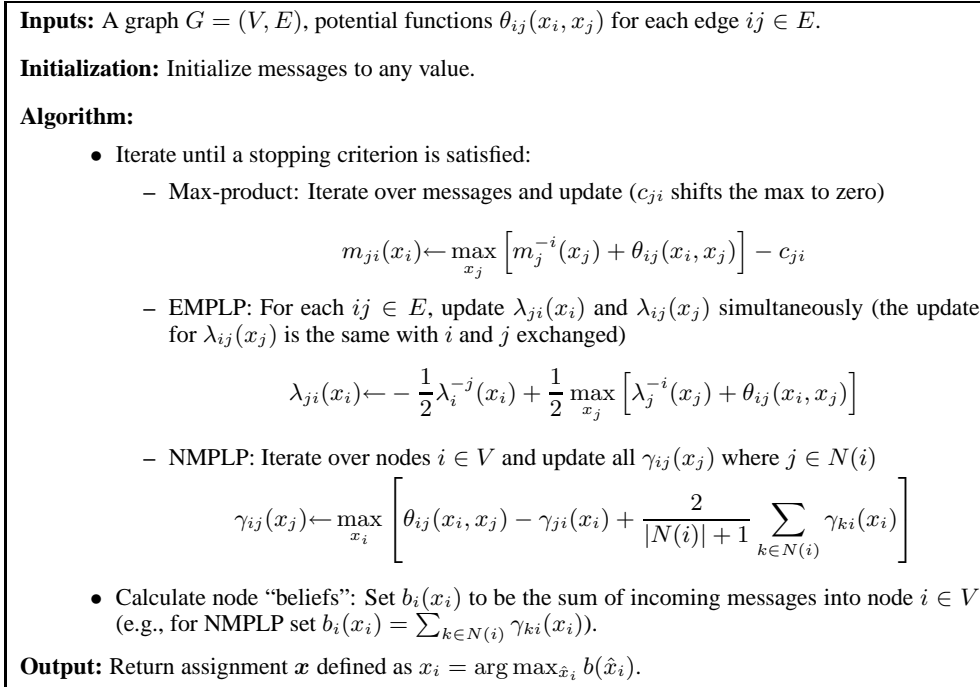 Inputs: A graph G = (V, E), potential functions θ_ij(x_i, x_j) for each edge ij ∈ E.
Initialization: Initialize messages to any value.
Algorithm:
• Iterate until a stopping criterion is satisfied:
– Max-product: Iterate over messages and update (c_ji shifts the max to zero)
m_ji(x_i)← max_{x_j} [ m_j^{-i}(x_j) + θ_ij(x_i, x_j) ] − c_ji
– EMPLP: For each ij ∈ E, update λ_ji(x_i) and λ_ij(x_j) simultaneously (the update
for λ_ij(x_j) is the same with i and j exchanged)
λ_ji(x_i)← − 1/2 λ_i^{-j}(x_i) + 1/2 max_{x_j} [ λ_j^{-i}(x_j) + θ_ij(x_i, x_j) ]
– NMPLP: Iterate over nodes i ∈ V and update all γ_ij(x_j) where j ∈ N(i)
γ_ij(x_j)← max_{x_i} [ θ_ij(x_i, x_j) − γ_ji(x_i) + 2/(|N(i)| + 1) ∑_{k∈N(i)} γ_ki(x_i) ]
• Calculate node “beliefs”: Set b_i(x_i) to be the sum of incoming messages into node i ∈ V
(e.g., for NMPLP set b_i(x_i) = ∑_{k∈N(i)} γ_ki(x_i)).
Output: Return assignment x defined as x_i = arg max_{x̂_i} b(x̂_i).